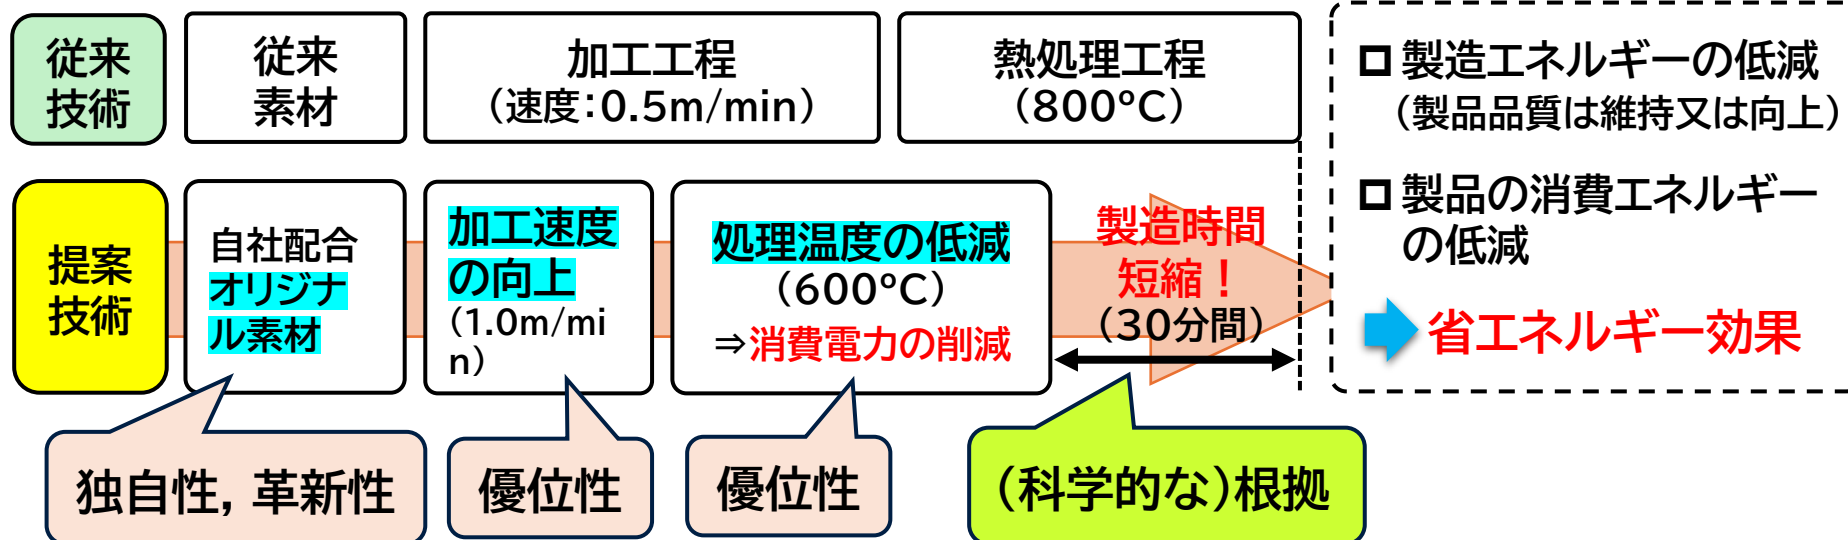 従来
技術
従来
素材
加工工程
（速度：0.5m/min）
熱処理工程
（800℃）
提案
技術
自社配合
オリジナ
ル素材
加工速度
の向上
（1.0m/mi
n）
処理温度の低減
（600℃）
⇒消費電力の削減
製造時間
短縮！
（30分間）
独自性, 革新性
優位性
優位性
（科学的な）根拠
製造エネルギーの低減
（製品品質は維持又は向上）
製品の消費エネルギー
の低減
省エネルギー効果